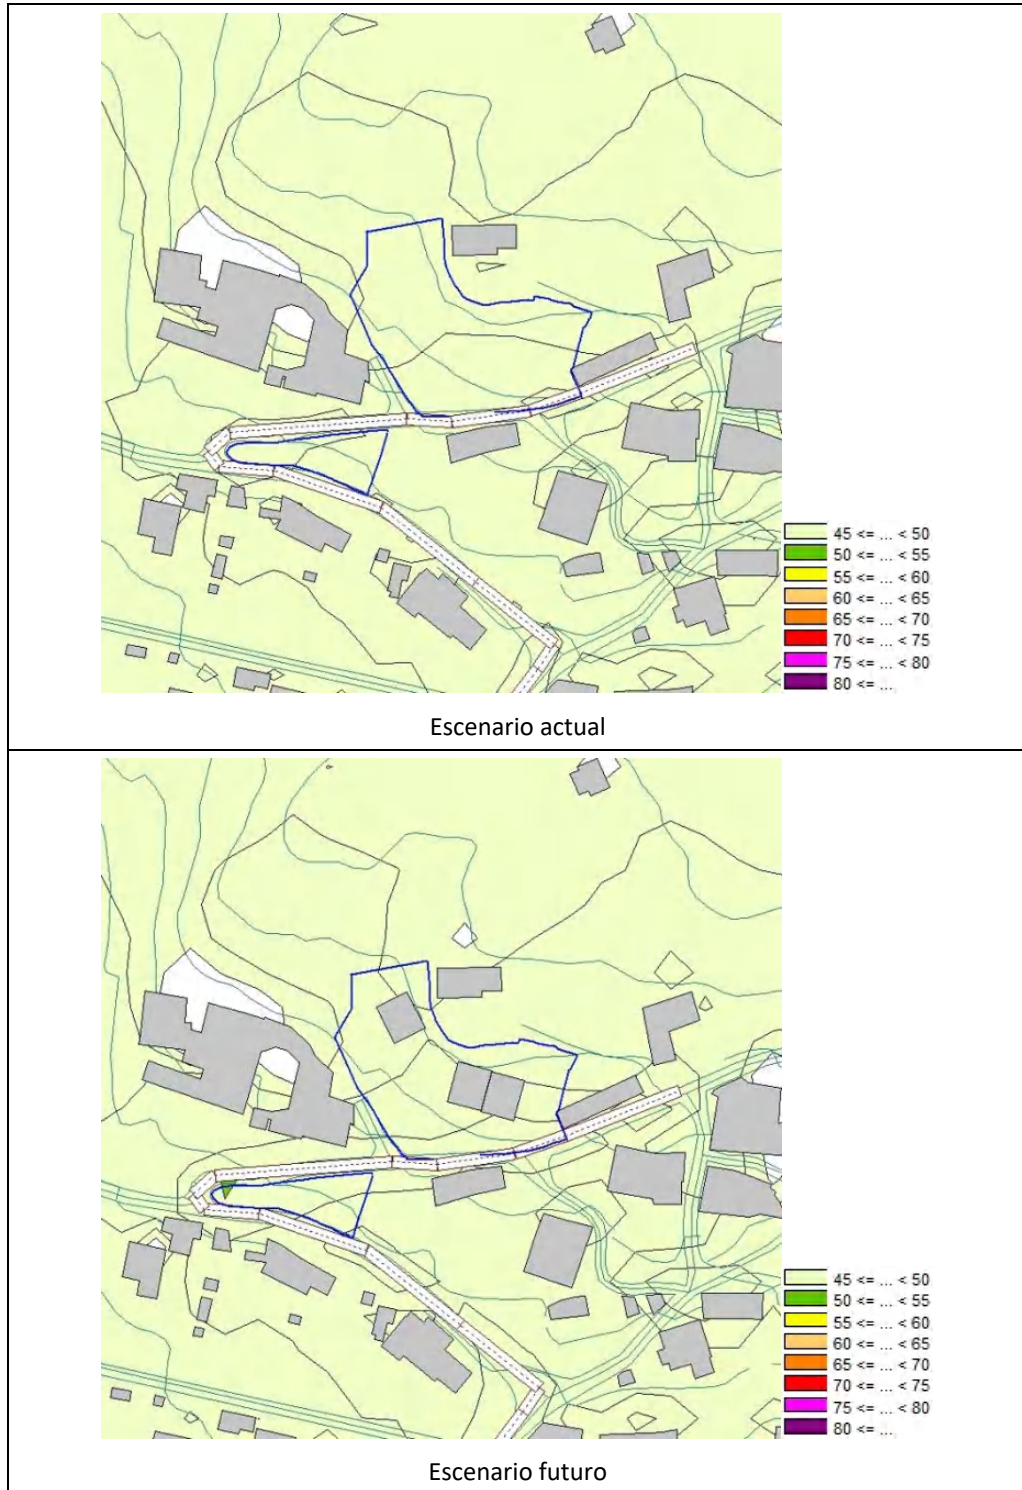 45 <= ... < 50
50 <= ... < 55
55 <= ... < 60
60 <= ... < 65
65 <= ... < 70
70 <= ... < 75
75 <= ... < 80
80 <= ...
Escenario actual
45 <= ... < 50
50 <= ... < 55
55 <= ... < 60
60 <= ... < 65
65 <= ... < 70
70 <= ... < 75
75 <= ... < 80
80 <= ...
Escenario futuro